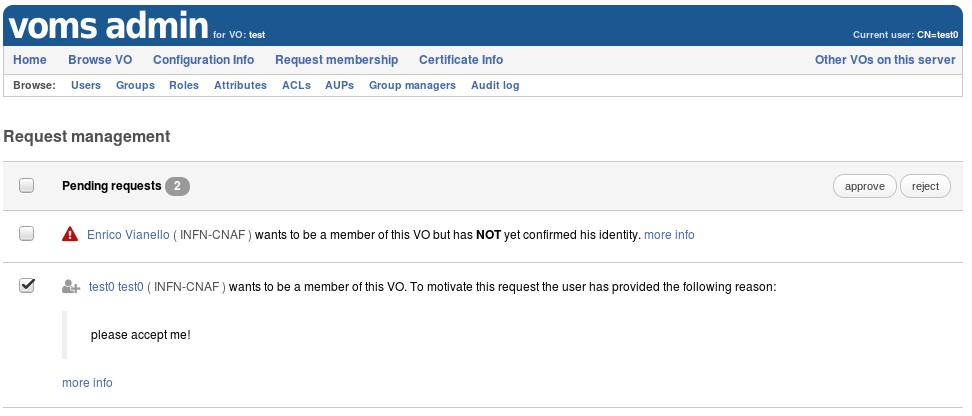 voms admin for VO: test Current user: CN=test0
Home Browse VO Configuration Info Request membership Certificate Info Other VOs on this server
Browse: Users Groups Roles Attributes ACLs AUPs Group managers Audit log
Request management
Pending requests 2 approve reject
Enrico Vianello ( INFN-CNAF ) wants to be a member of this VO but has NOT yet confirmed his identity. more info
test0 test0 ( INFN-CNAF ) wants to be a member of this VO. To motivate this request the user has provided the following reason:
please accept me!
more info